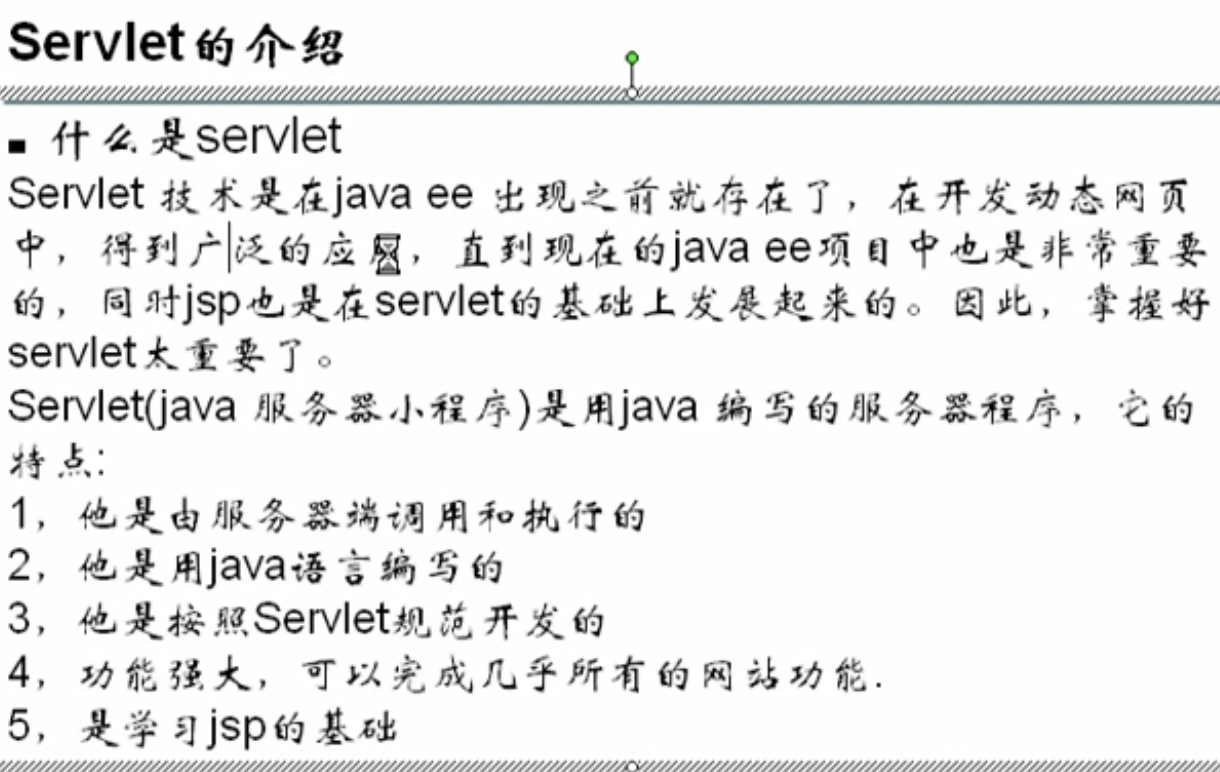 Servlet的介绍
■ 什么是servlet
Servlet 技术是在java ee 出现之前就存在了，在开发动态网页
中，得到广泛的应用，直到现在的java ee项目中也是非常重要
的，同时jsp也是在servlet的基础上发展起来的。因此，掌握好
servlet太重要了。
Servlet(java 服务器小程序)是用java 编写的服务器程序，它的
特点:
1，他是由服务器端调用和执行的
2，他是用java语言编写的
3，他是按照Servlet规范开发的
4，功能强大，可以完成几乎所有的网站功能.
5，是学习jsp的基础